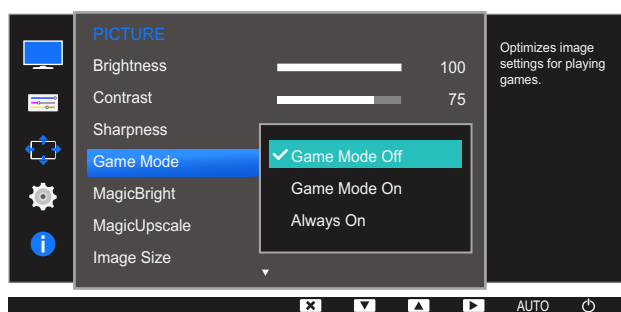 PICTURE
Brightness 100
Contrast 75
Sharpness
Game Mode
MagicBright
MagicUpscale
Image Size
Game Mode Off
Game Mode On
Always On
Optimizes image
settings for playing
games.
AUTO